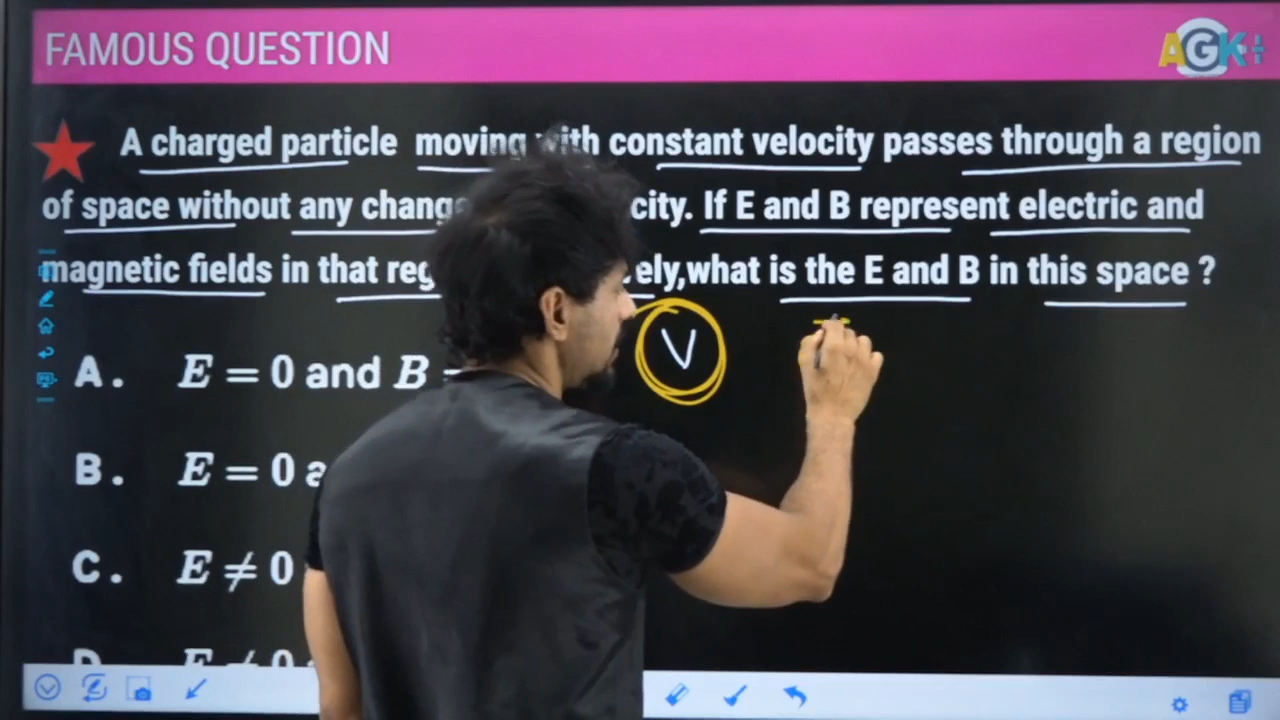 FAMOUS QUESTION
AGK
A charged particle moving with constant velocity passes through a region
of space without any change city. If E and B represent electric and
magnetic fields in that reg ely,what is the E and B in this space ?
V
A. E = 0 and B =
B. E = 0 a
C. E ≠ 0
D. E ≠ 0